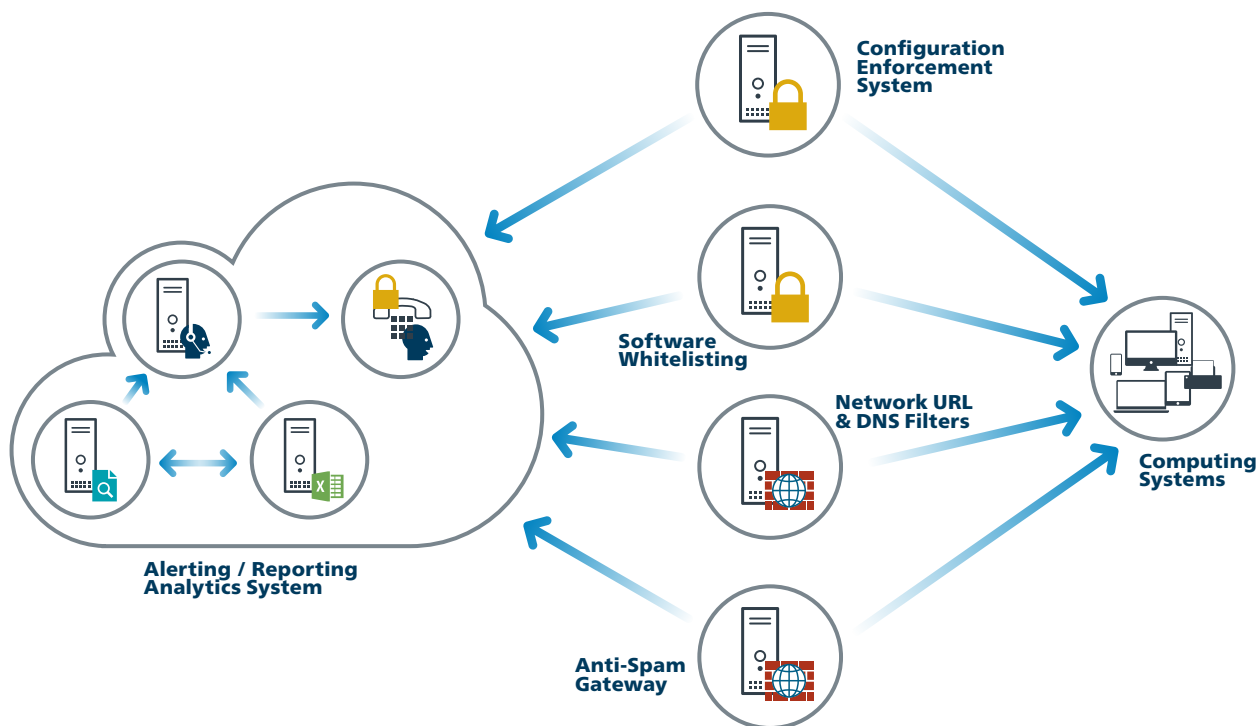 Configuration
Enforcement
System
Software
Whitelisting
Network URL
& DNS Filters
Computing
Systems
Alerting / Reporting
Analytics System
Anti-Spam
Gateway
X